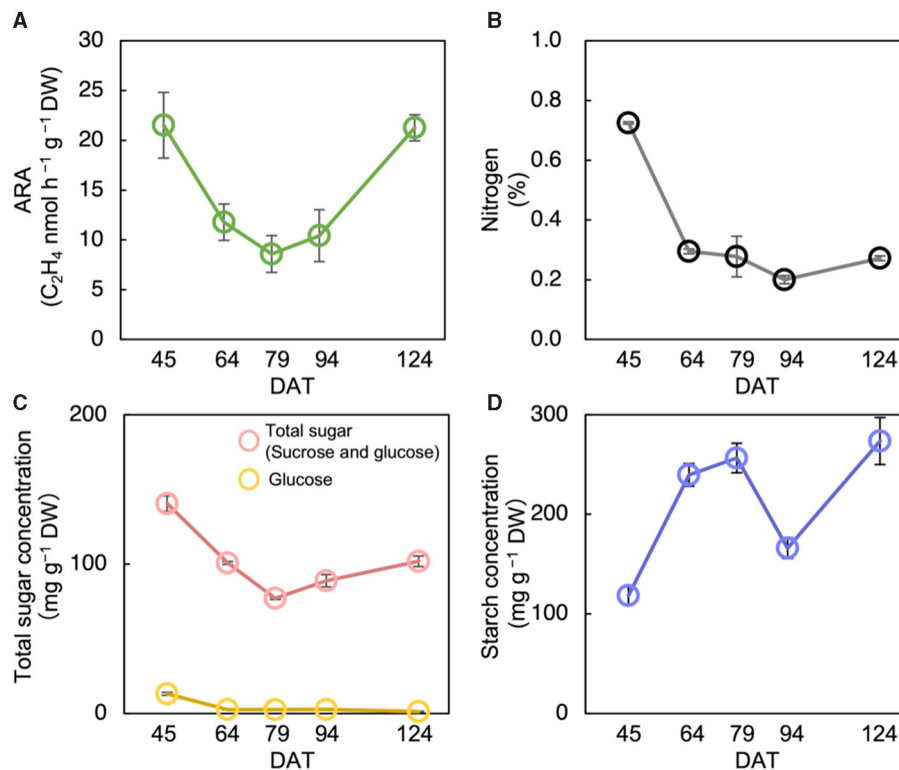 A
ARA
(C₂H₄ nmol h⁻¹ g⁻¹ DW)
30
25
20
15
10
5
0
45 64 79 94 124
DAT
B
Nitrogen
(%)
1.0
0.8
0.6
0.4
0.2
0.0
45 64 79 94 124
DAT
C
Total sugar concentration
(mg g⁻¹ DW)
200
100
0
Total sugar
(Sucrose and glucose)
Glucose
45 64 79 94 124
DAT
D
Starch concentration
(mg g⁻¹ DW)
300
200
100
0
45 64 79 94 124
DAT